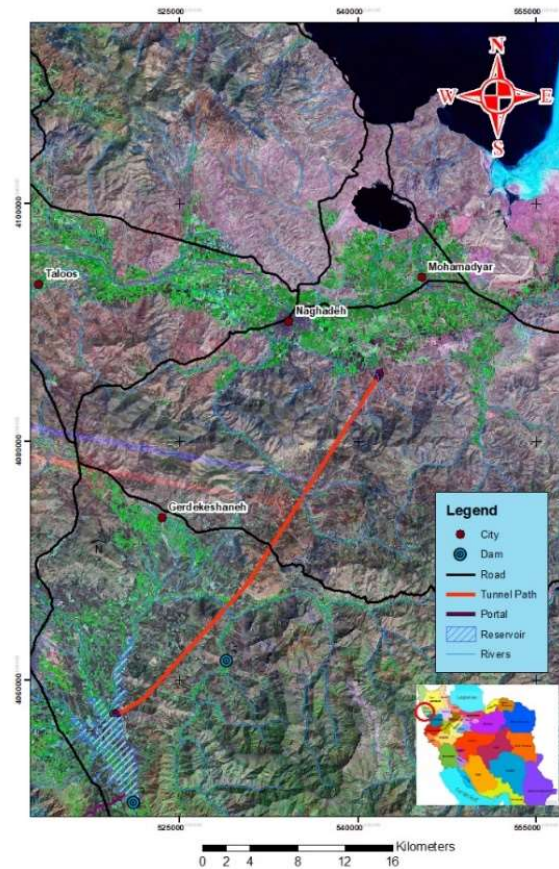 525000 540000 555000
N
W E
S
4100000
Taloos
Mohamadyar
Naghadeh
4080000
Gerdekeshaneh
Legend
City
Dam
Road
Tunnel Path
Portal
Reservoir
Rivers
4060000
525000 540000 555000
Kilometers
0 2 4 8 12 16